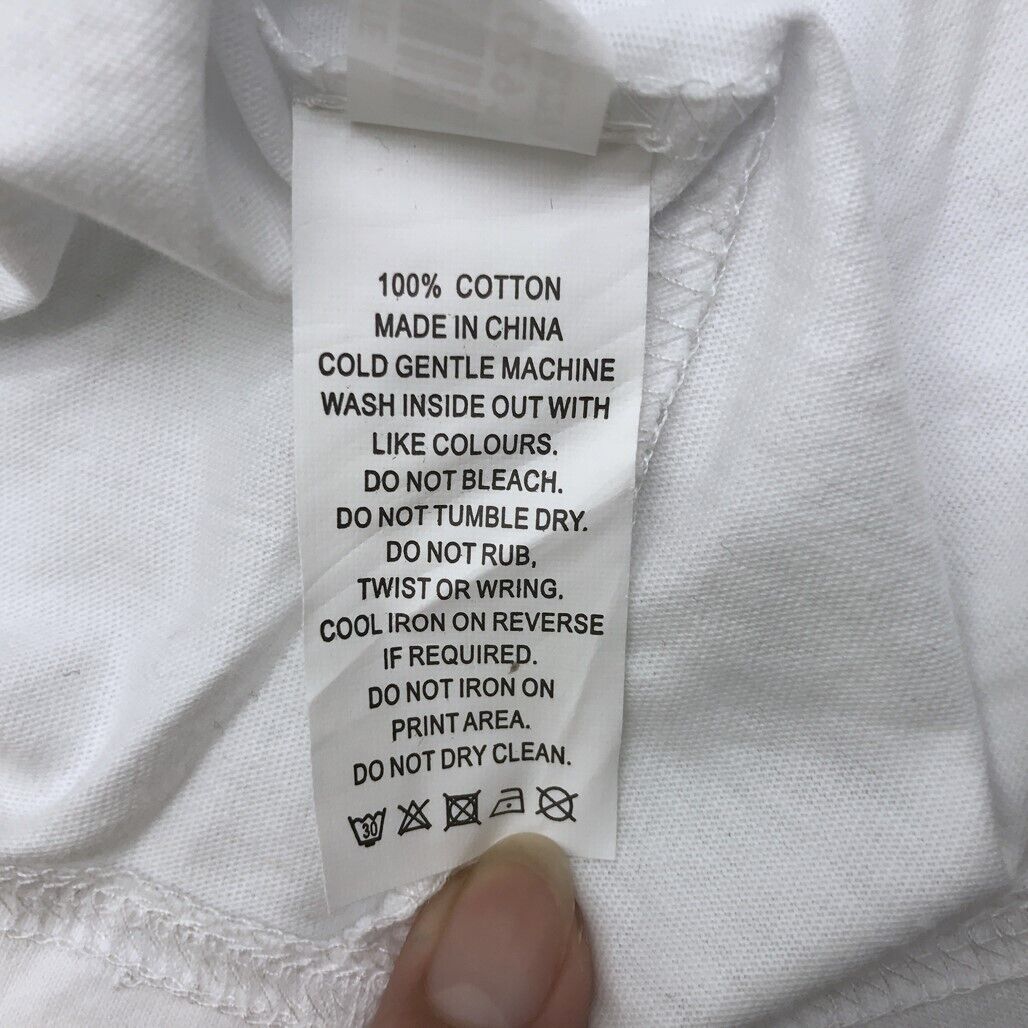 100% COTTON
MADE IN CHINA
COLD GENTLE MACHINE
WASH INSIDE OUT WITH
LIKE COLOURS.
DO NOT BLEACH.
DO NOT TUMBLE DRY.
DO NOT RUB,
TWIST OR WRING.
COOL IRON ON REVERSE
IF REQUIRED.
DO NOT IRON ON
PRINT AREA.
DO NOT DRY CLEAN.
30